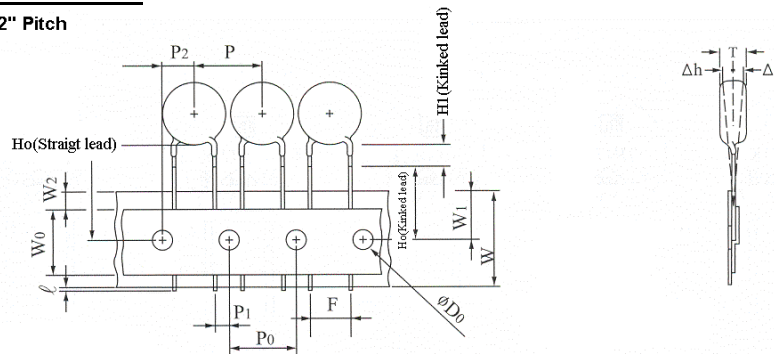 2" Pitch
P2
P
H1(Kinked lead)
T
Δh
Δ
Ho(Straigt lead)
W2
W0
ℓ
Ho(Kinked lead)
W1
W
P1
F
P0
øD0